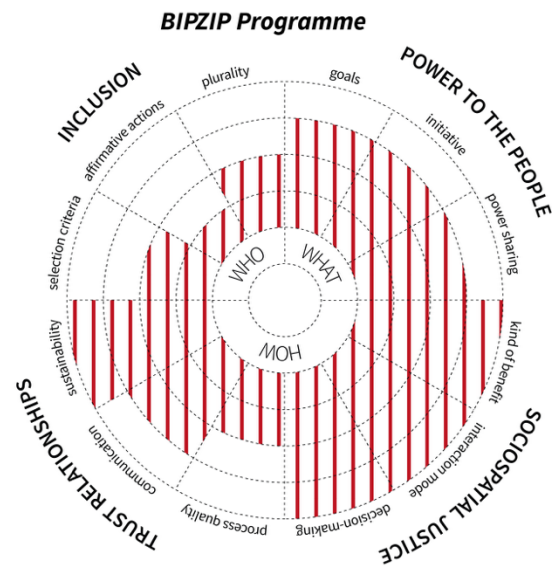 BIPZIP Programme
INCLUSION
POWER TO THE PEOPLE
plurality
goals
affirmative actions
initiative
selection criteria
power sharing
WHO
WHAT
HOW
sustainability
kind of benefit
communication
interaction mode
process quality
decision-making
TRUST RELATIONSHIPS
SOCIOSPATIAL JUSTICE